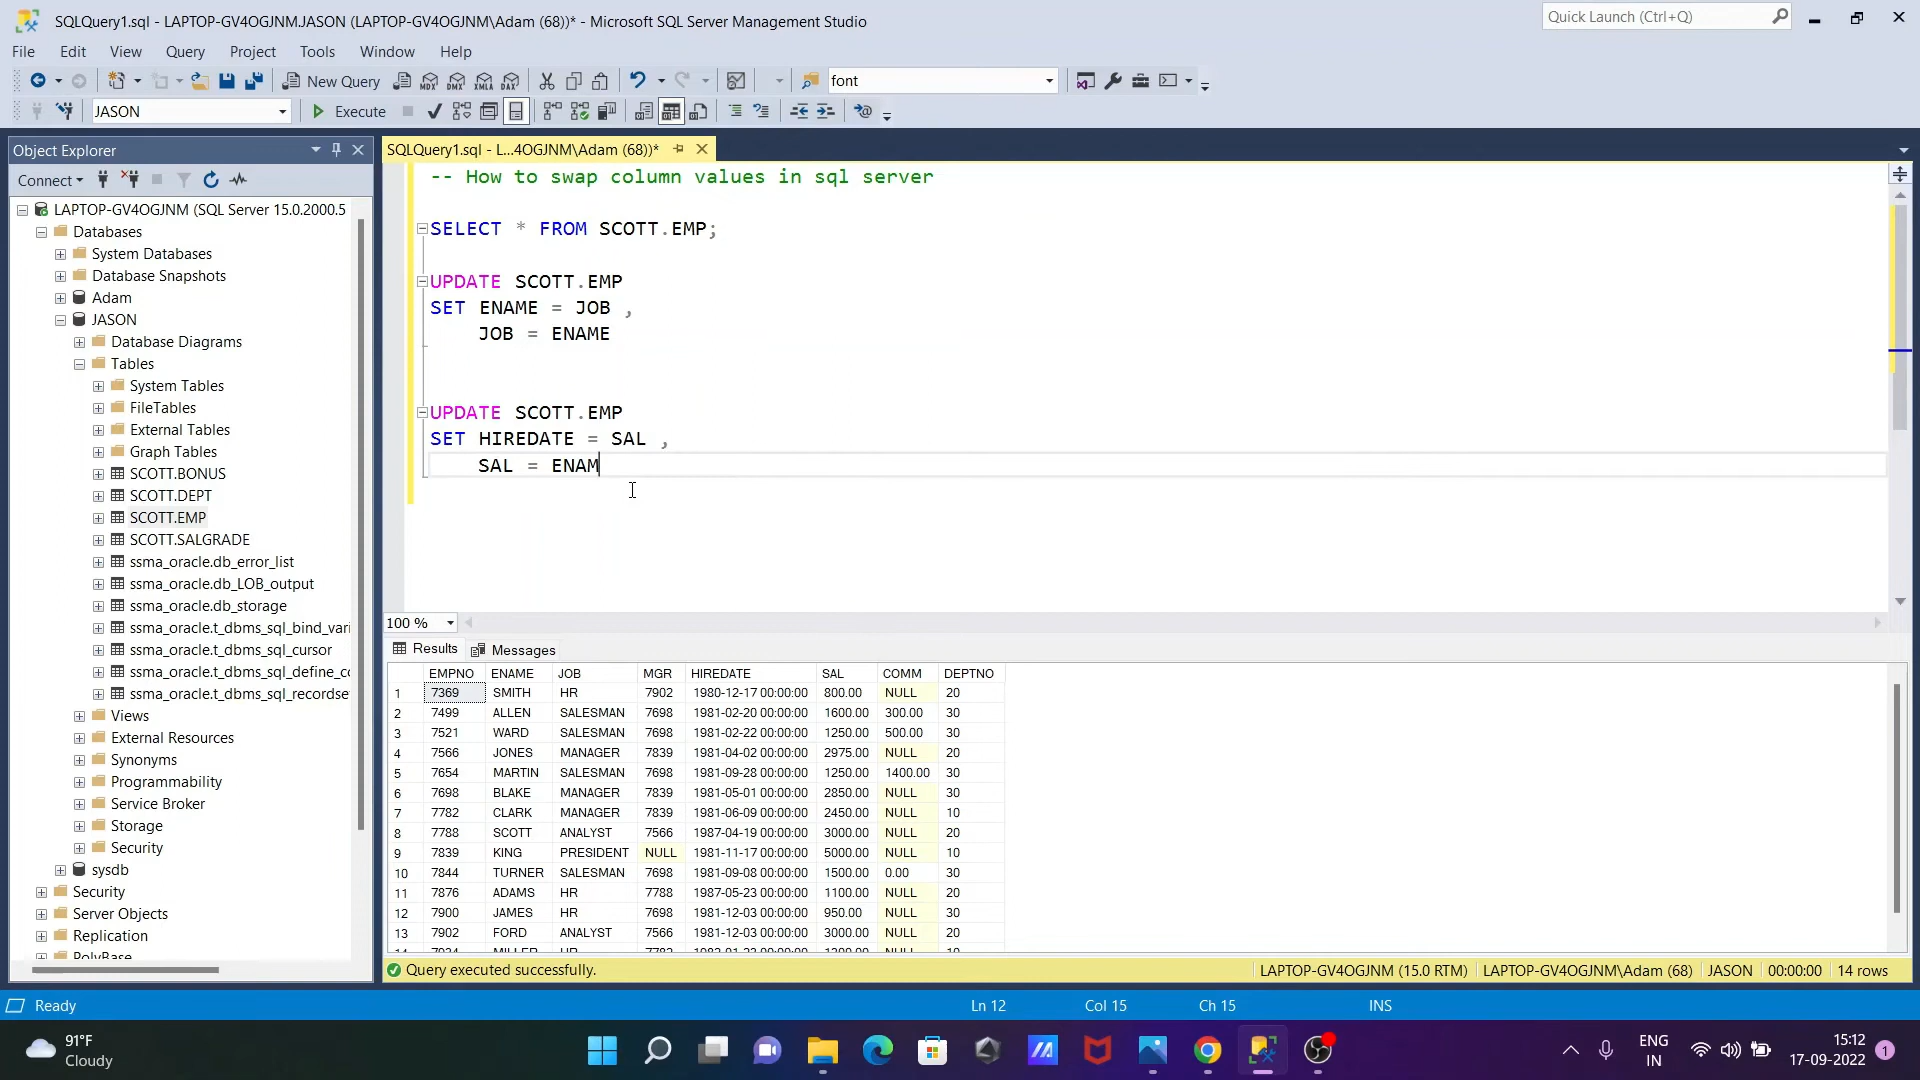 SQLQuery1.sql - LAPTOP-GV4OGJNM.JASON (LAPTOP-GV4OGJNM\Adam (68))* - Microsoft SQL Server Management Studio
Quick Launch (Ctrl+Q)
File Edit View Query Project Tools Window Help
New Query
MDX DMX XMLA DAX
font
JASON
Execute
Object Explorer
SQLQuery1.sql - L...4OGJNM\Adam (68))*
Connect
LAPTOP-GV4OGJNM (SQL Server 15.0.2000.5
Databases
System Databases
Database Snapshots
Adam
JASON
Database Diagrams
Tables
System Tables
FileTables
External Tables
Graph Tables
SCOTT.BONUS
SCOTT.DEPT
SCOTT.EMP
SCOTT.SALGRADE
ssma_oracle.db_error_list
ssma_oracle.db_LOB_output
ssma_oracle.db_storage
ssma_oracle.t_dbms_sql_bind_vari
ssma_oracle.t_dbms_sql_cursor
ssma_oracle.t_dbms_sql_define_co
ssma_oracle.t_dbms_sql_recordse
Views
External Resources
Synonyms
Programmability
Service Broker
Storage
Security
sysdb
Security
Server Objects
Replication
PolyBase
-- How to swap column values in sql server
SELECT * FROM SCOTT.EMP;
UPDATE SCOTT.EMP
SET ENAME = JOB ,
JOB = ENAME
UPDATE SCOTT.EMP
SET HIREDATE = SAL ,
SAL = ENAM
100 %
Results Messages
EMPNO ENAME JOB MGR HIREDATE SAL COMM DEPTNO
1 7369 SMITH HR 7902 1980-12-17 00:00:00 800.00 NULL 20
2 7499 ALLEN SALESMAN 7698 1981-02-20 00:00:00 1600.00 300.00 30
3 7521 WARD SALESMAN 7698 1981-02-22 00:00:00 1250.00 500.00 30
4 7566 JONES MANAGER 7839 1981-04-02 00:00:00 2975.00 NULL 20
5 7654 MARTIN SALESMAN 7698 1981-09-28 00:00:00 1250.00 1400.00 30
6 7698 BLAKE MANAGER 7839 1981-05-01 00:00:00 2850.00 NULL 30
7 7782 CLARK MANAGER 7839 1981-06-09 00:00:00 2450.00 NULL 10
8 7788 SCOTT ANALYST 7566 1987-04-19 00:00:00 3000.00 NULL 20
9 7839 KING PRESIDENT NULL 1981-11-17 00:00:00 5000.00 NULL 10
10 7844 TURNER SALESMAN 7698 1981-09-08 00:00:00 1500.00 0.00 30
11 7876 ADAMS HR 7788 1987-05-23 00:00:00 1100.00 NULL 20
12 7900 JAMES HR 7698 1981-12-03 00:00:00 950.00 NULL 30
13 7902 FORD ANALYST 7566 1981-12-03 00:00:00 3000.00 NULL 20
Query executed successfully. LAPTOP-GV4OGJNM (15.0 RTM) LAPTOP-GV4OGJNM\Adam (68) JASON 00:00:00 14 rows
Ready Ln 12 Col 15 Ch 15 INS
91°F
Cloudy
ENG
IN
15:12
17-09-2022
1